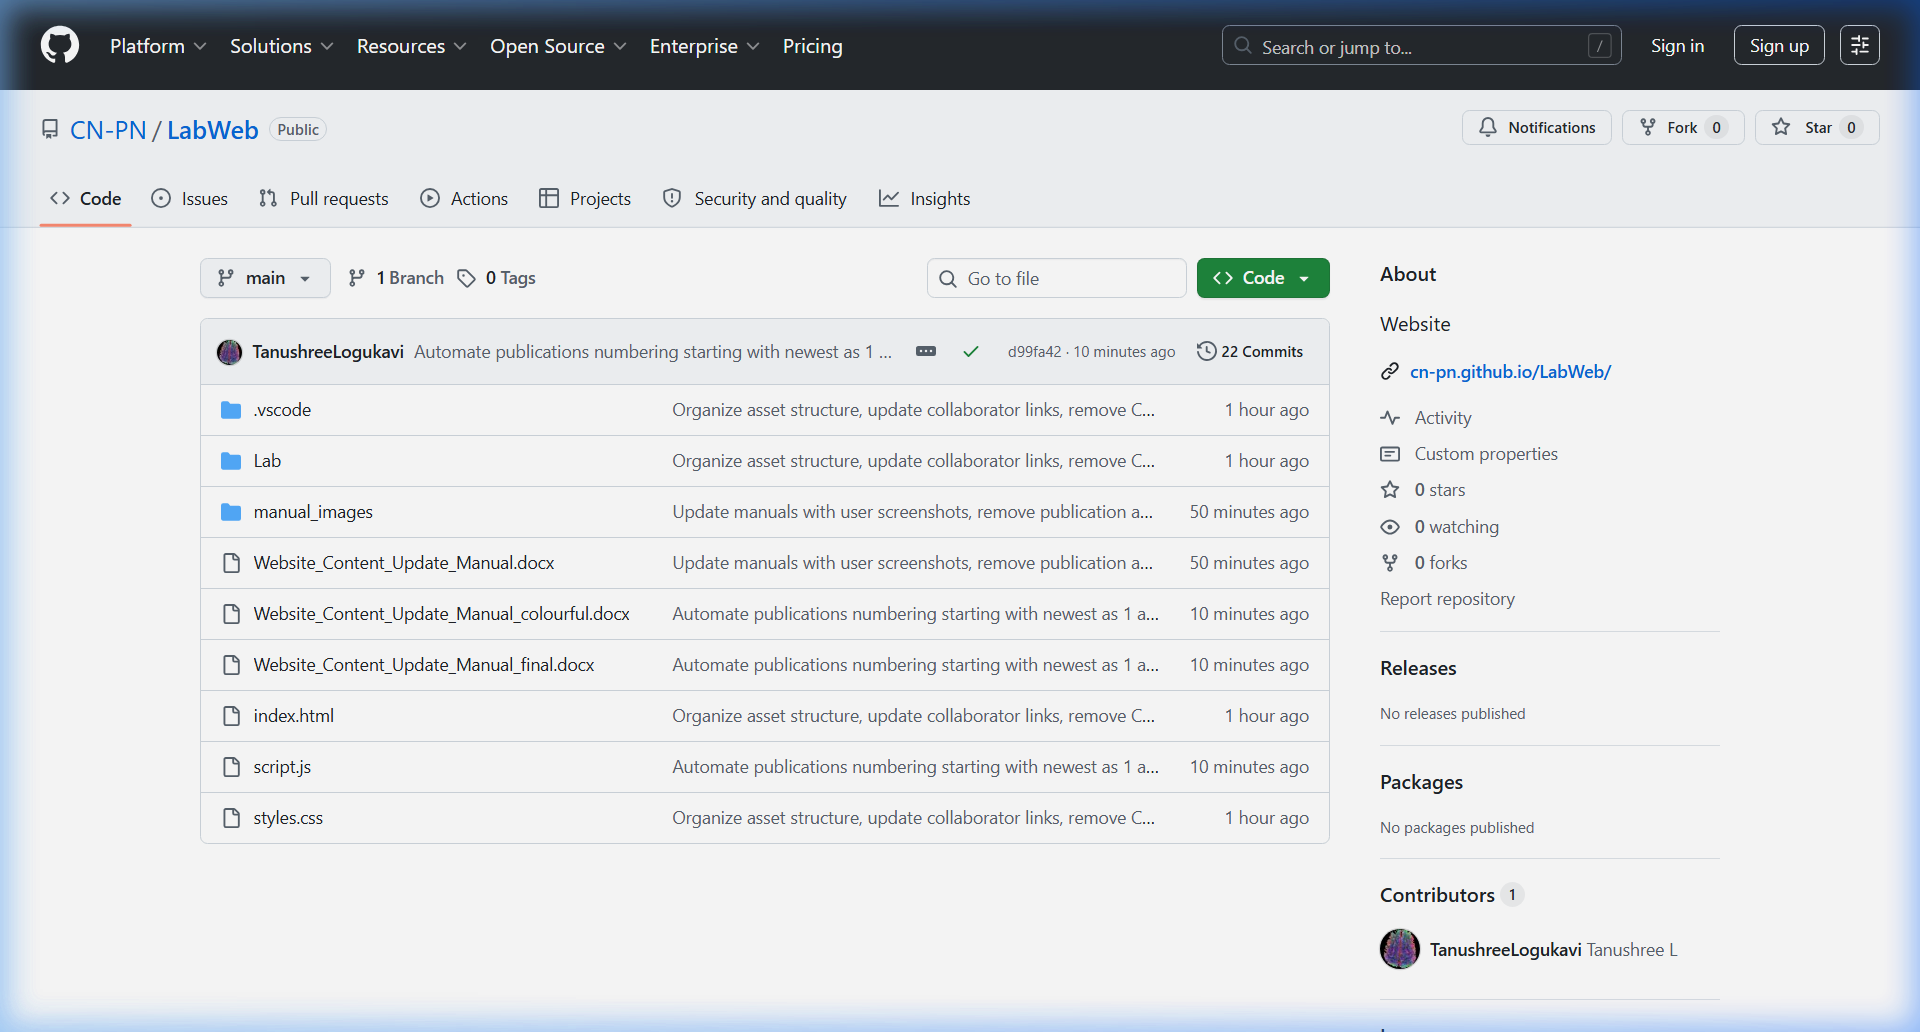 Platform Solutions Resources Open Source Enterprise Pricing Search or jump to... / Sign in Sign up
CN-PN / LabWeb Public Notifications Fork 0 Star 0
Code Issues Pull requests Actions Projects Security and quality Insights
main 1 Branch 0 Tags Go to file Code
TanushreeLogukavi Automate publications numbering starting with newest as 1 ... d99fa42 · 10 minutes ago 22 Commits
.vscode Organize asset structure, update collaborator links, remove C... 1 hour ago
Lab Organize asset structure, update collaborator links, remove C... 1 hour ago
manual_images Update manuals with user screenshots, remove publication a... 50 minutes ago
Website_Content_Update_Manual.docx Update manuals with user screenshots, remove publication a... 50 minutes ago
Website_Content_Update_Manual_colourful.docx Automate publications numbering starting with newest as 1 a... 10 minutes ago
Website_Content_Update_Manual_final.docx Automate publications numbering starting with newest as 1 a... 10 minutes ago
index.html Organize asset structure, update collaborator links, remove C... 1 hour ago
script.js Automate publications numbering starting with newest as 1 a... 10 minutes ago
styles.css Organize asset structure, update collaborator links, remove C... 1 hour ago
About
Website
cn-pn.github.io/LabWeb/
Activity
Custom properties
0 stars
0 watching
0 forks
Report repository
Releases
No releases published
Packages
No packages published
Contributors 1
TanushreeLogukavi Tanushree L